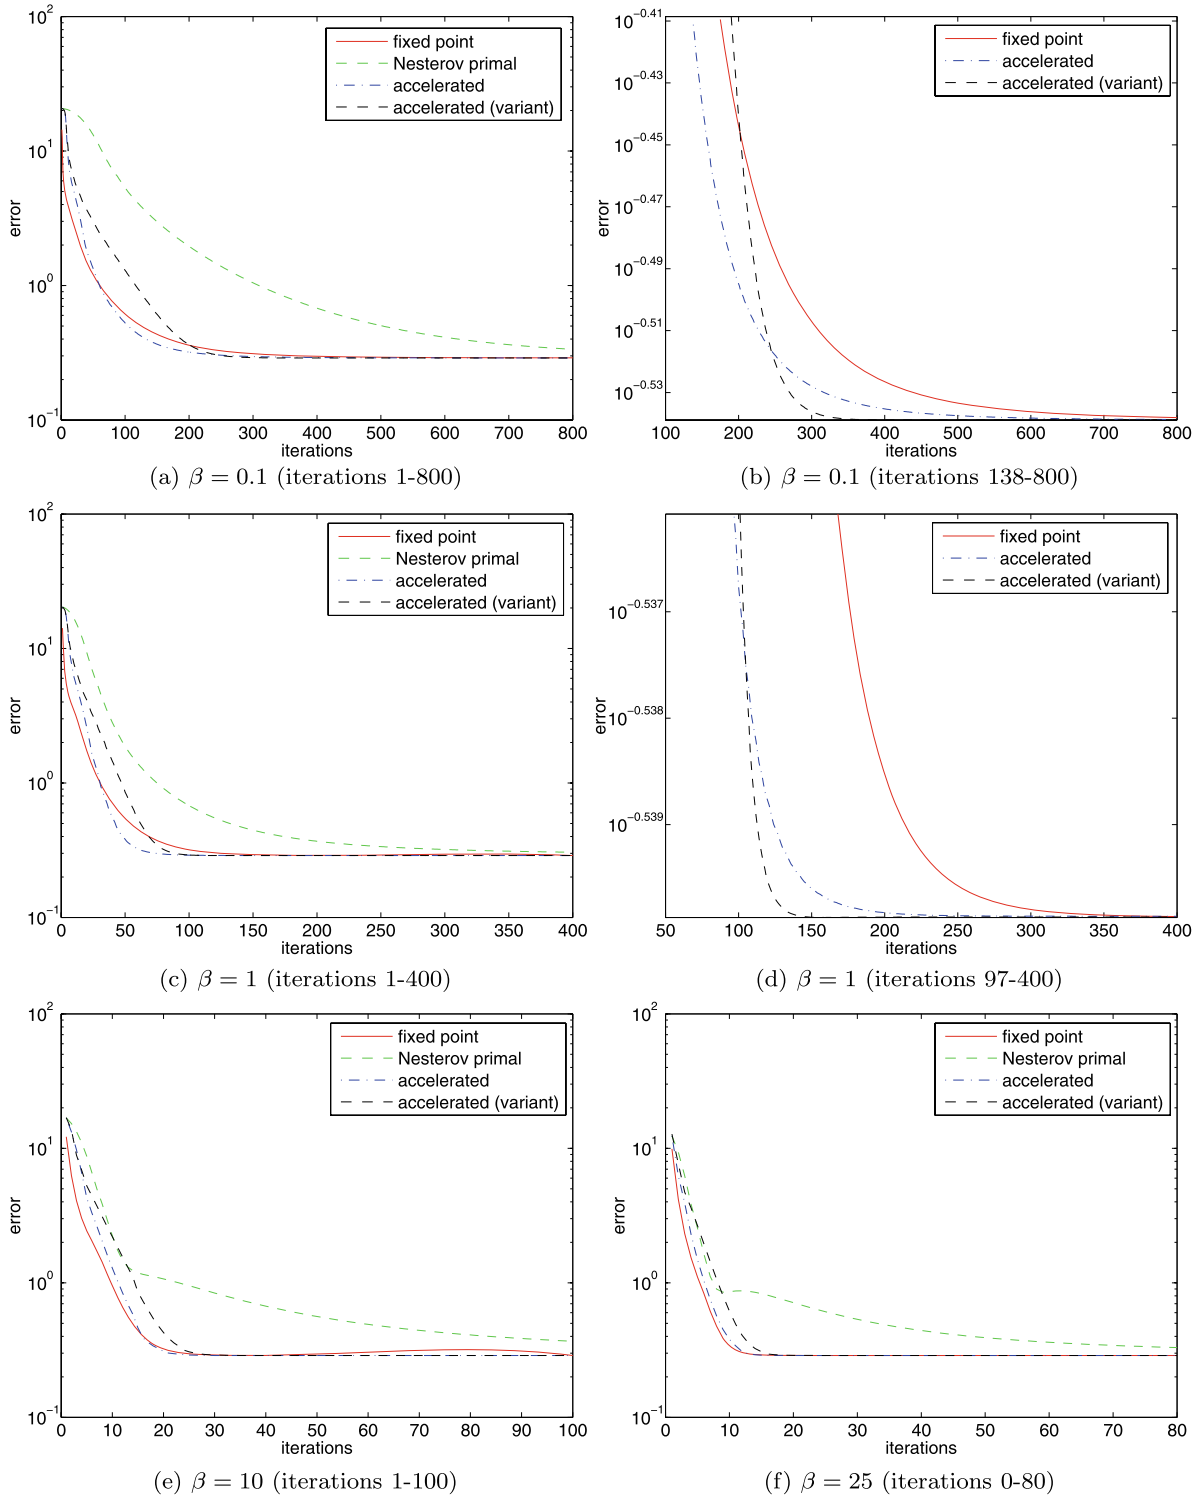 10^2
10^1
10^0
10^-1
error
fixed point
Nesterov primal
accelerated
accelerated (variant)
0 100 200 300 400 500 600 700 800
iterations
(a) β = 0.1 (iterations 1-800)
10^-0.41
10^-0.43
10^-0.45
10^-0.47
10^-0.49
10^-0.51
10^-0.53
error
fixed point
accelerated
accelerated (variant)
100 200 300 400 500 600 700 800
iterations
(b) β = 0.1 (iterations 138-800)
10^2
10^1
10^0
10^-1
error
fixed point
Nesterov primal
accelerated
accelerated (variant)
0 50 100 150 200 250 300 350 400
iterations
(c) β = 1 (iterations 1-400)
10^-0.537
10^-0.538
10^-0.539
error
fixed point
accelerated
accelerated (variant)
50 100 150 200 250 300 350 400
iterations
(d) β = 1 (iterations 97-400)
10^2
10^1
10^0
10^-1
error
fixed point
Nesterov primal
accelerated
accelerated (variant)
0 10 20 30 40 50 60 70 80 90 100
iterations
(e) β = 10 (iterations 1-100)
10^2
10^1
10^0
10^-1
error
fixed point
Nesterov primal
accelerated
accelerated (variant)
0 10 20 30 40 50 60 70 80
iterations
(f) β = 25 (iterations 0-80)